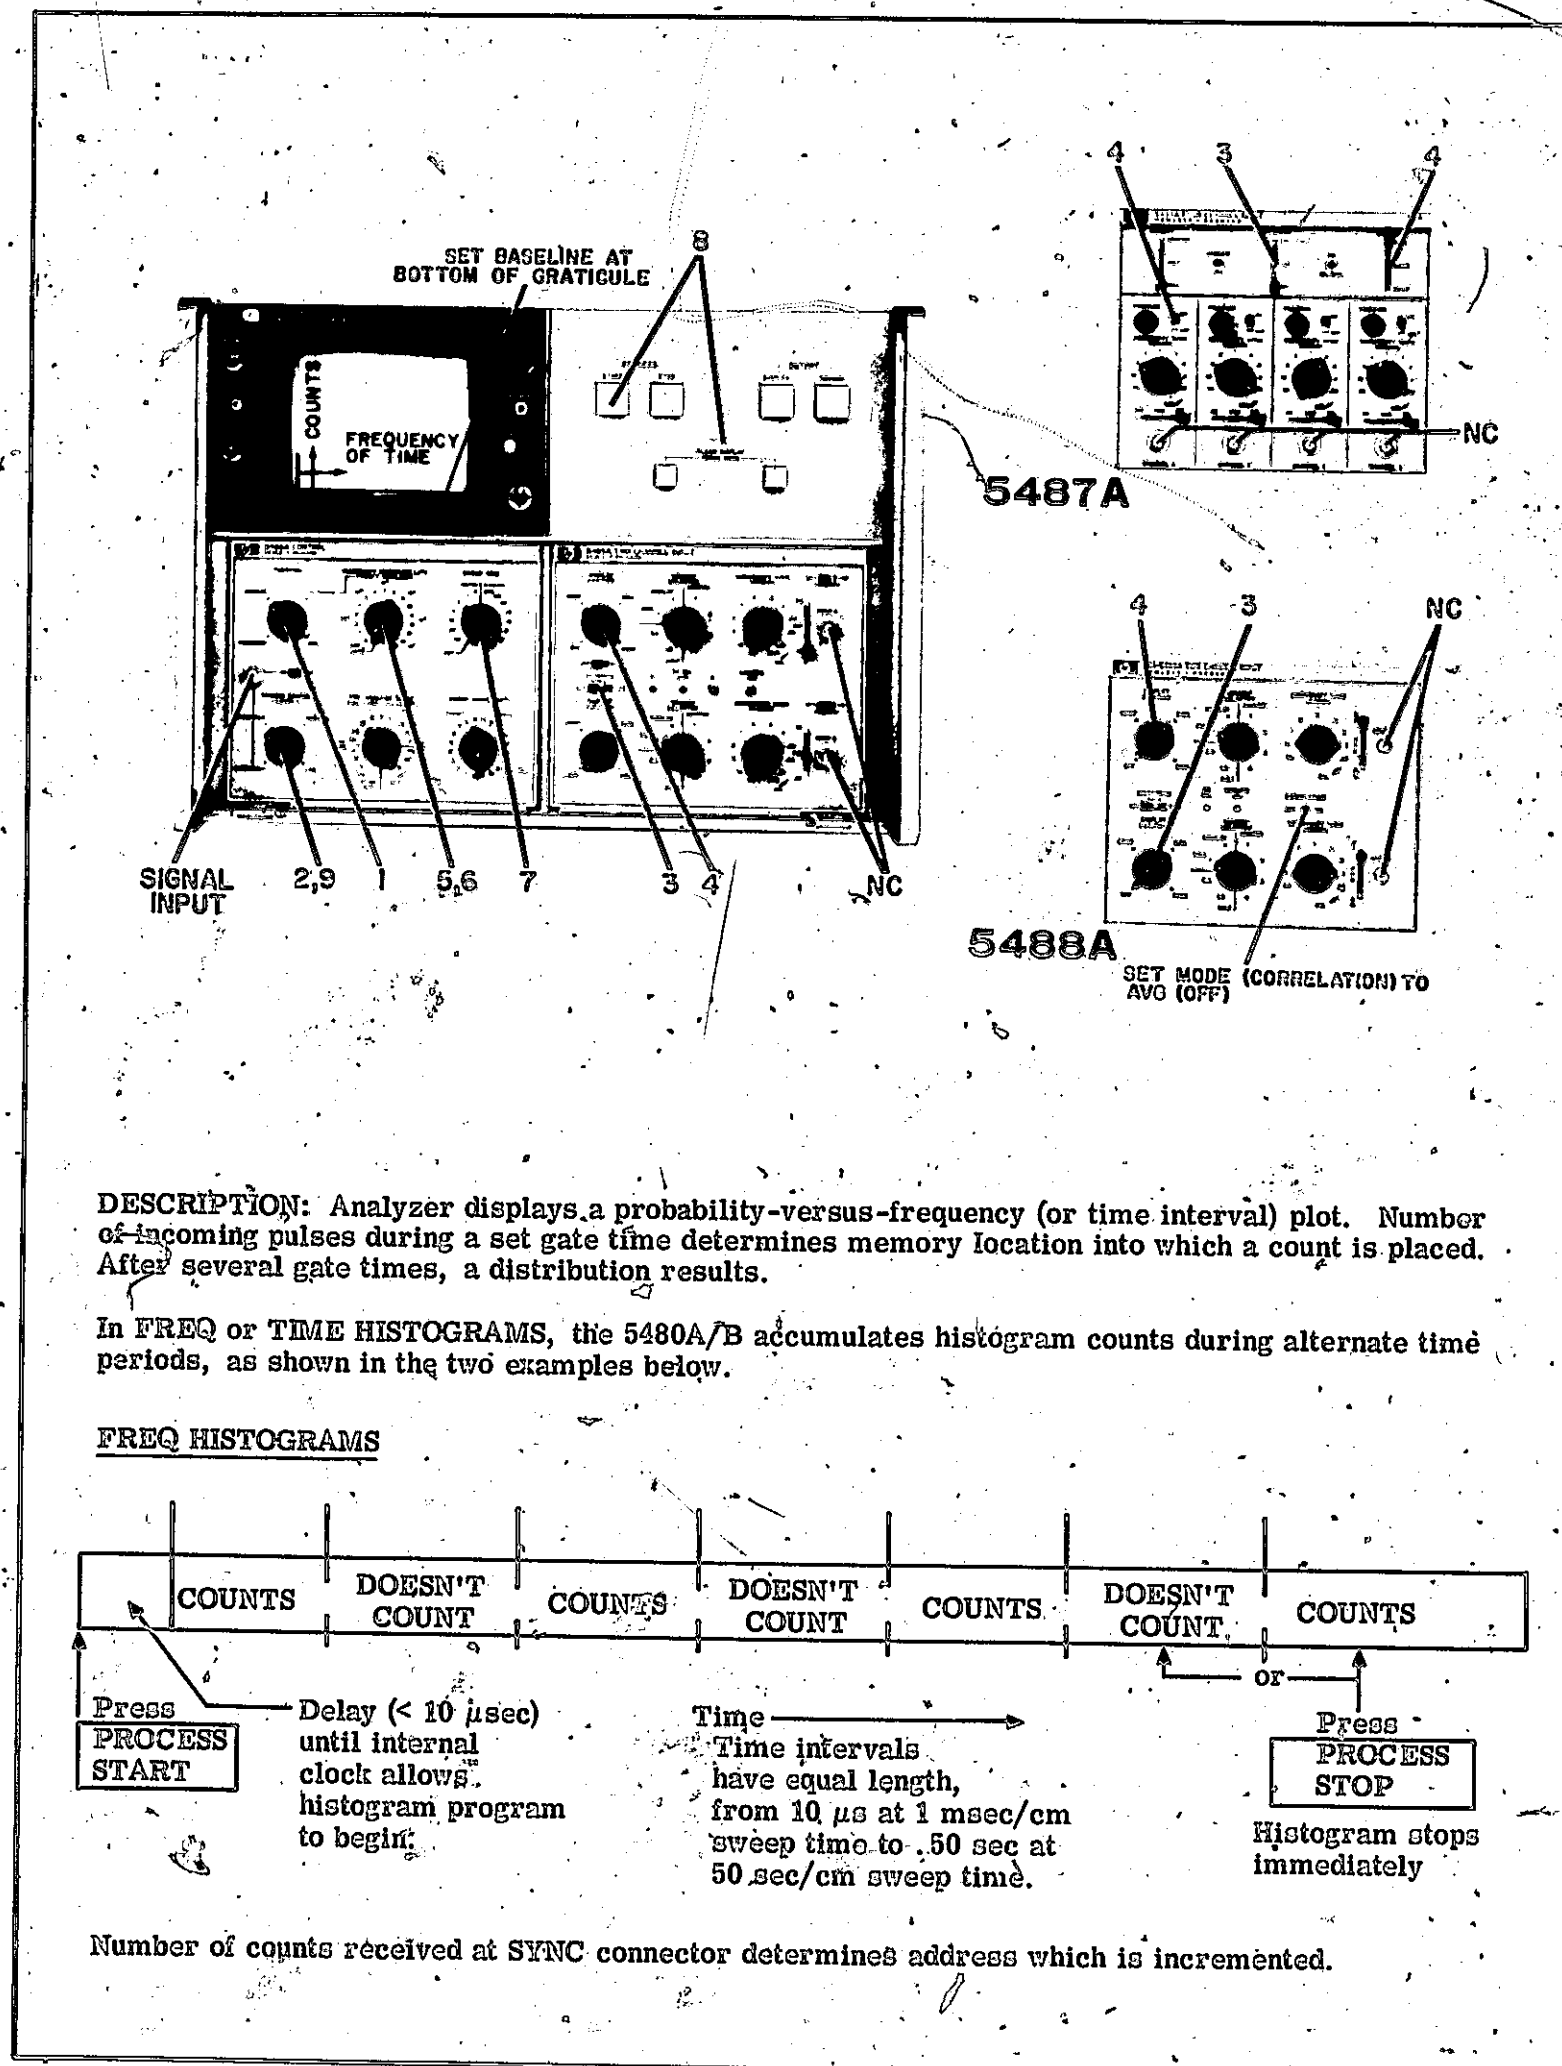 4 3 4
8
SET BASELINE AT
BOTTOM OF GRATICULE
COUNTS
FREQUENCY
OF TIME
NC
5487A
4 3 NC
SIGNAL
INPUT
2,9 1 5,6 7 3 4 NC
5488A
SET MODE (CORRELATION) TO
AVG (OFF)
DESCRIPTION: Analyzer displays a probability-versus-frequency (or time interval) plot. Number
of incoming pulses during a set gate time determines memory location into which a count is placed.
After several gate times, a distribution results.
In FREQ or TIME HISTOGRAMS, the 5480A/B accumulates histogram counts during alternate time
periods, as shown in the two examples below.
FREQ HISTOGRAMS
COUNTS
DOESN'T
COUNT
COUNTS
DOESN'T
COUNT
COUNTS
DOESN'T
COUNT
COUNTS
or
Press
PROCESS
START
Delay (< 10 μsec)
until internal
clock allows
histogram program
to begin.
Time
Time intervals
have equal length,
from 10 μs at 1 msec/cm
sweep time to .50 sec at
50 sec/cm sweep time.
Press
PROCESS
STOP
Histogram stops
immediately
Number of counts received at SYNC connector determines address which is incremented.